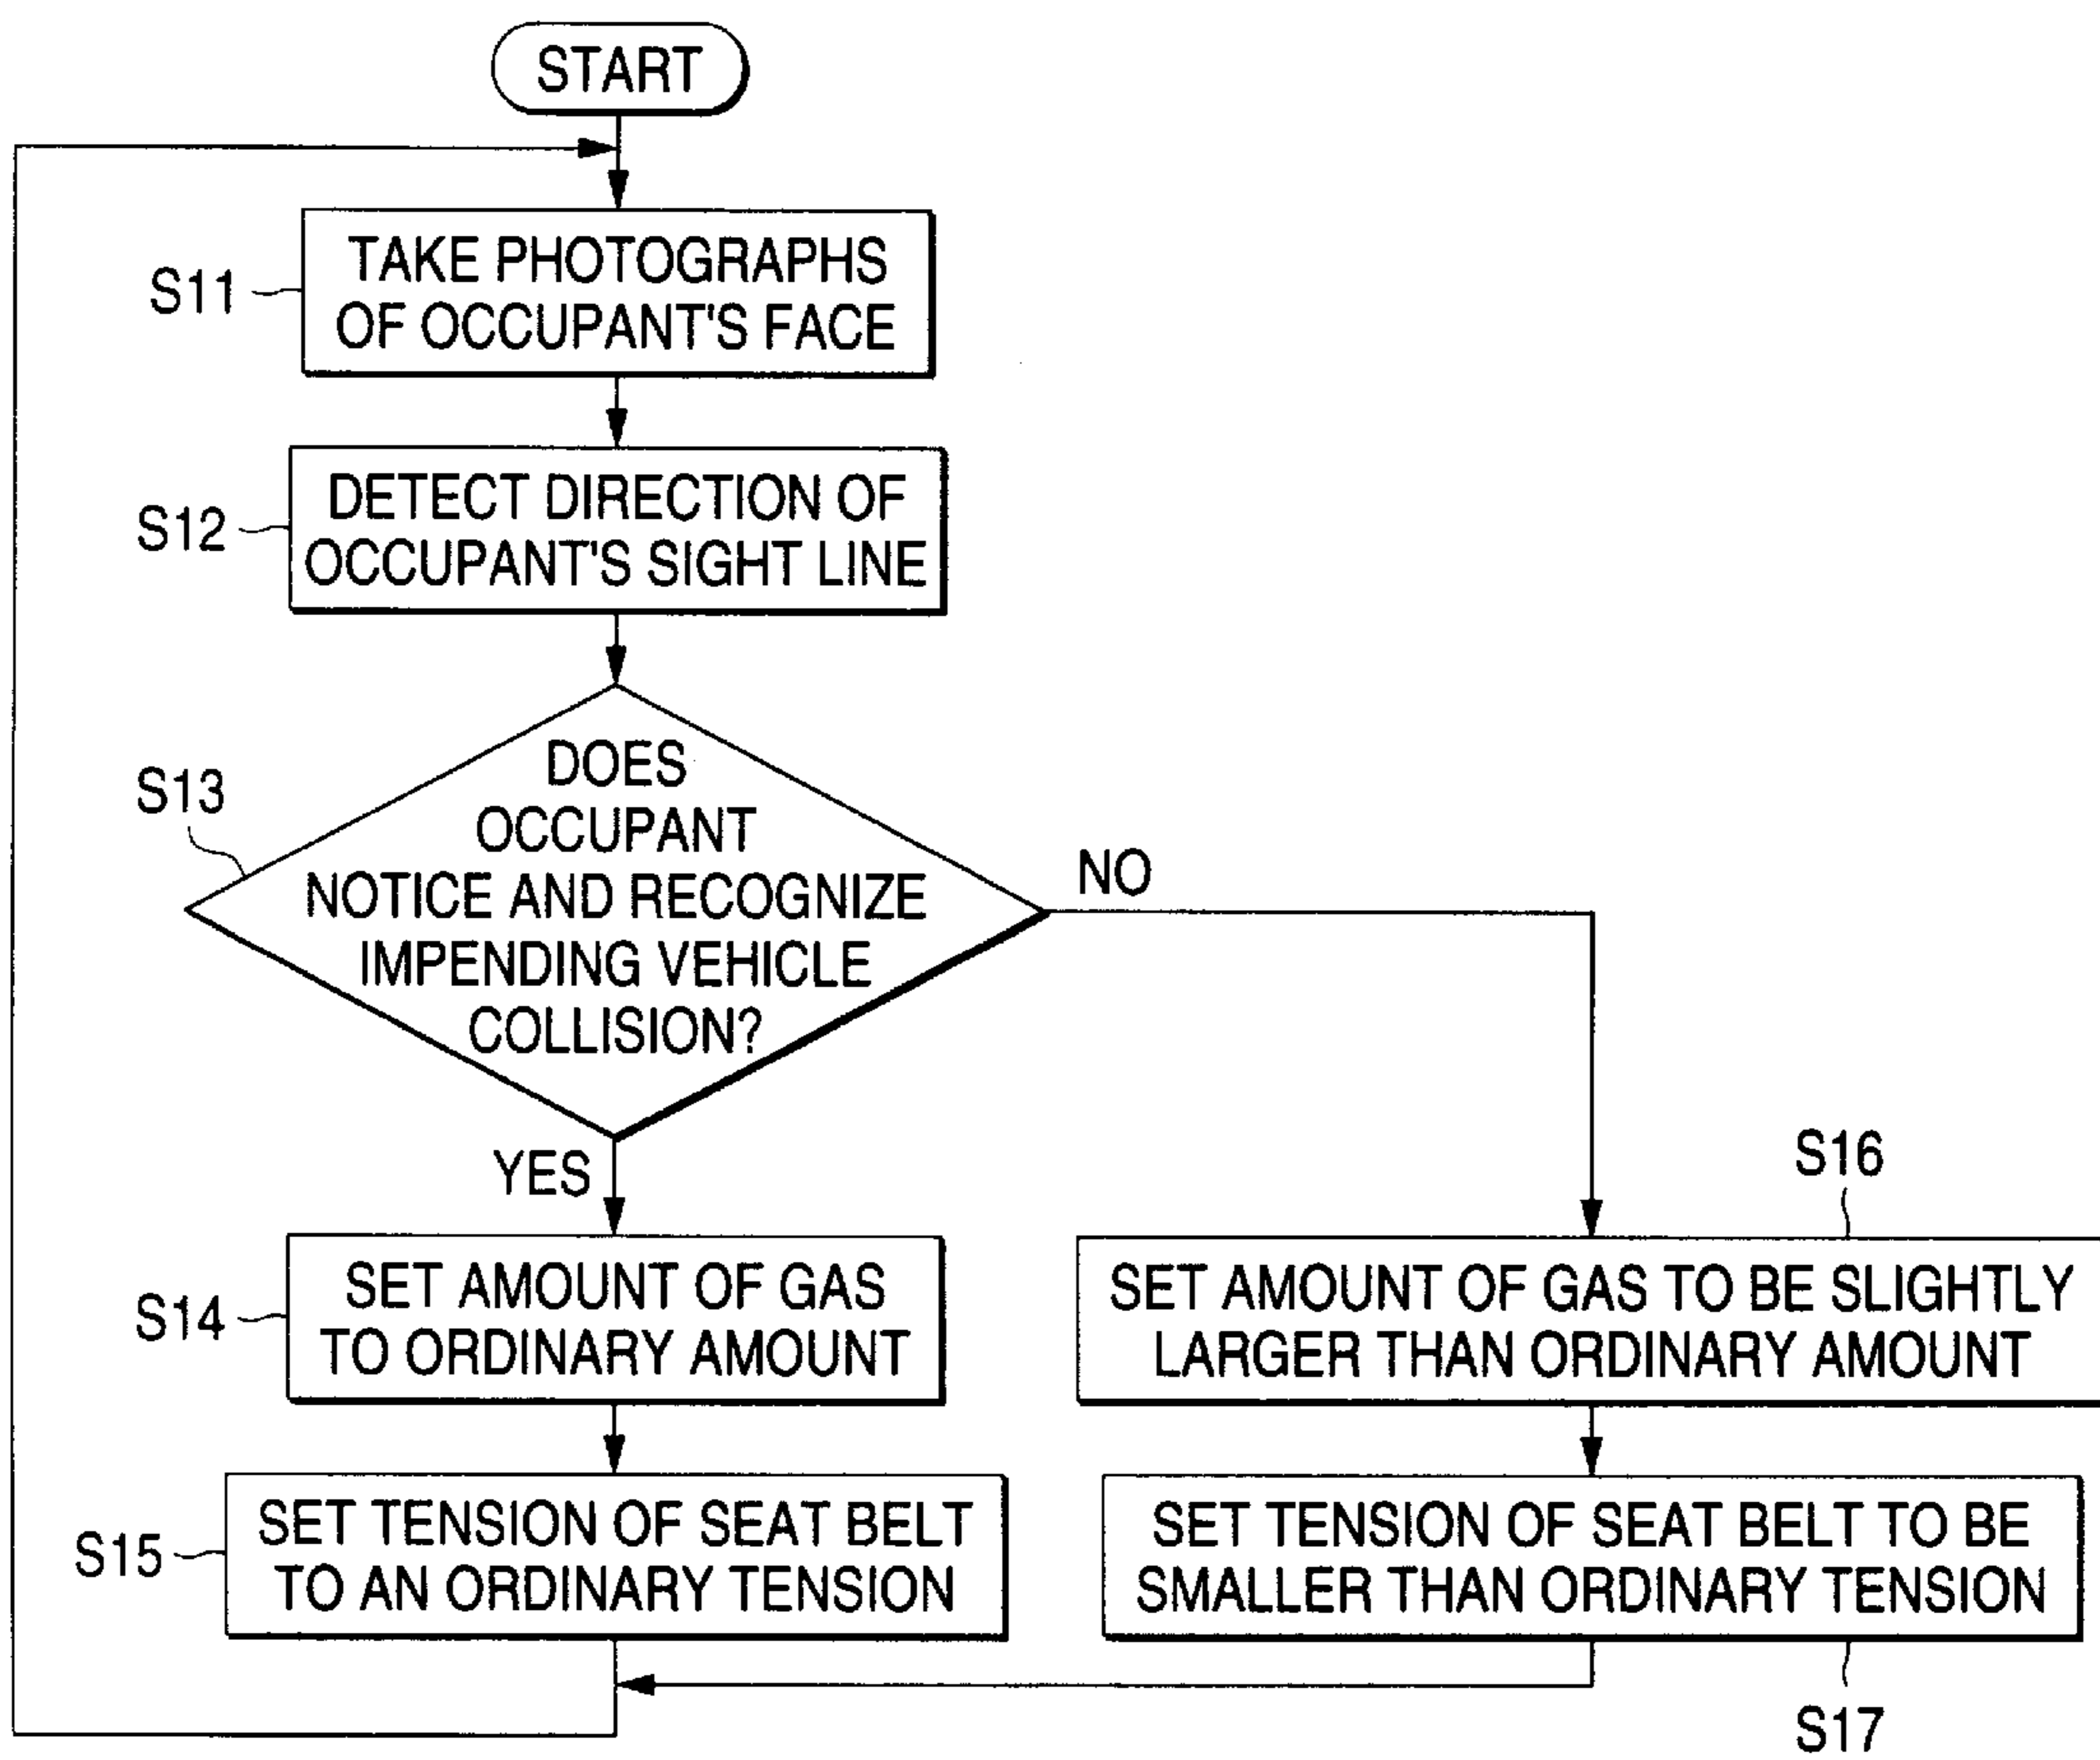 START
S11
TAKE PHOTOGRAPHS
OF OCCUPANT'S FACE
S12
DETECT DIRECTION OF
OCCUPANT'S SIGHT LINE
S13
DOES
OCCUPANT
NOTICE AND RECOGNIZE
IMPENDING VEHICLE
COLLISION?
NO
YES
S14
SET AMOUNT OF GAS
TO ORDINARY AMOUNT
S16
SET AMOUNT OF GAS TO BE SLIGHTLY
LARGER THAN ORDINARY AMOUNT
S15
SET TENSION OF SEAT BELT
TO AN ORDINARY TENSION
SET TENSION OF SEAT BELT TO BE
SMALLER THAN ORDINARY TENSION
S17